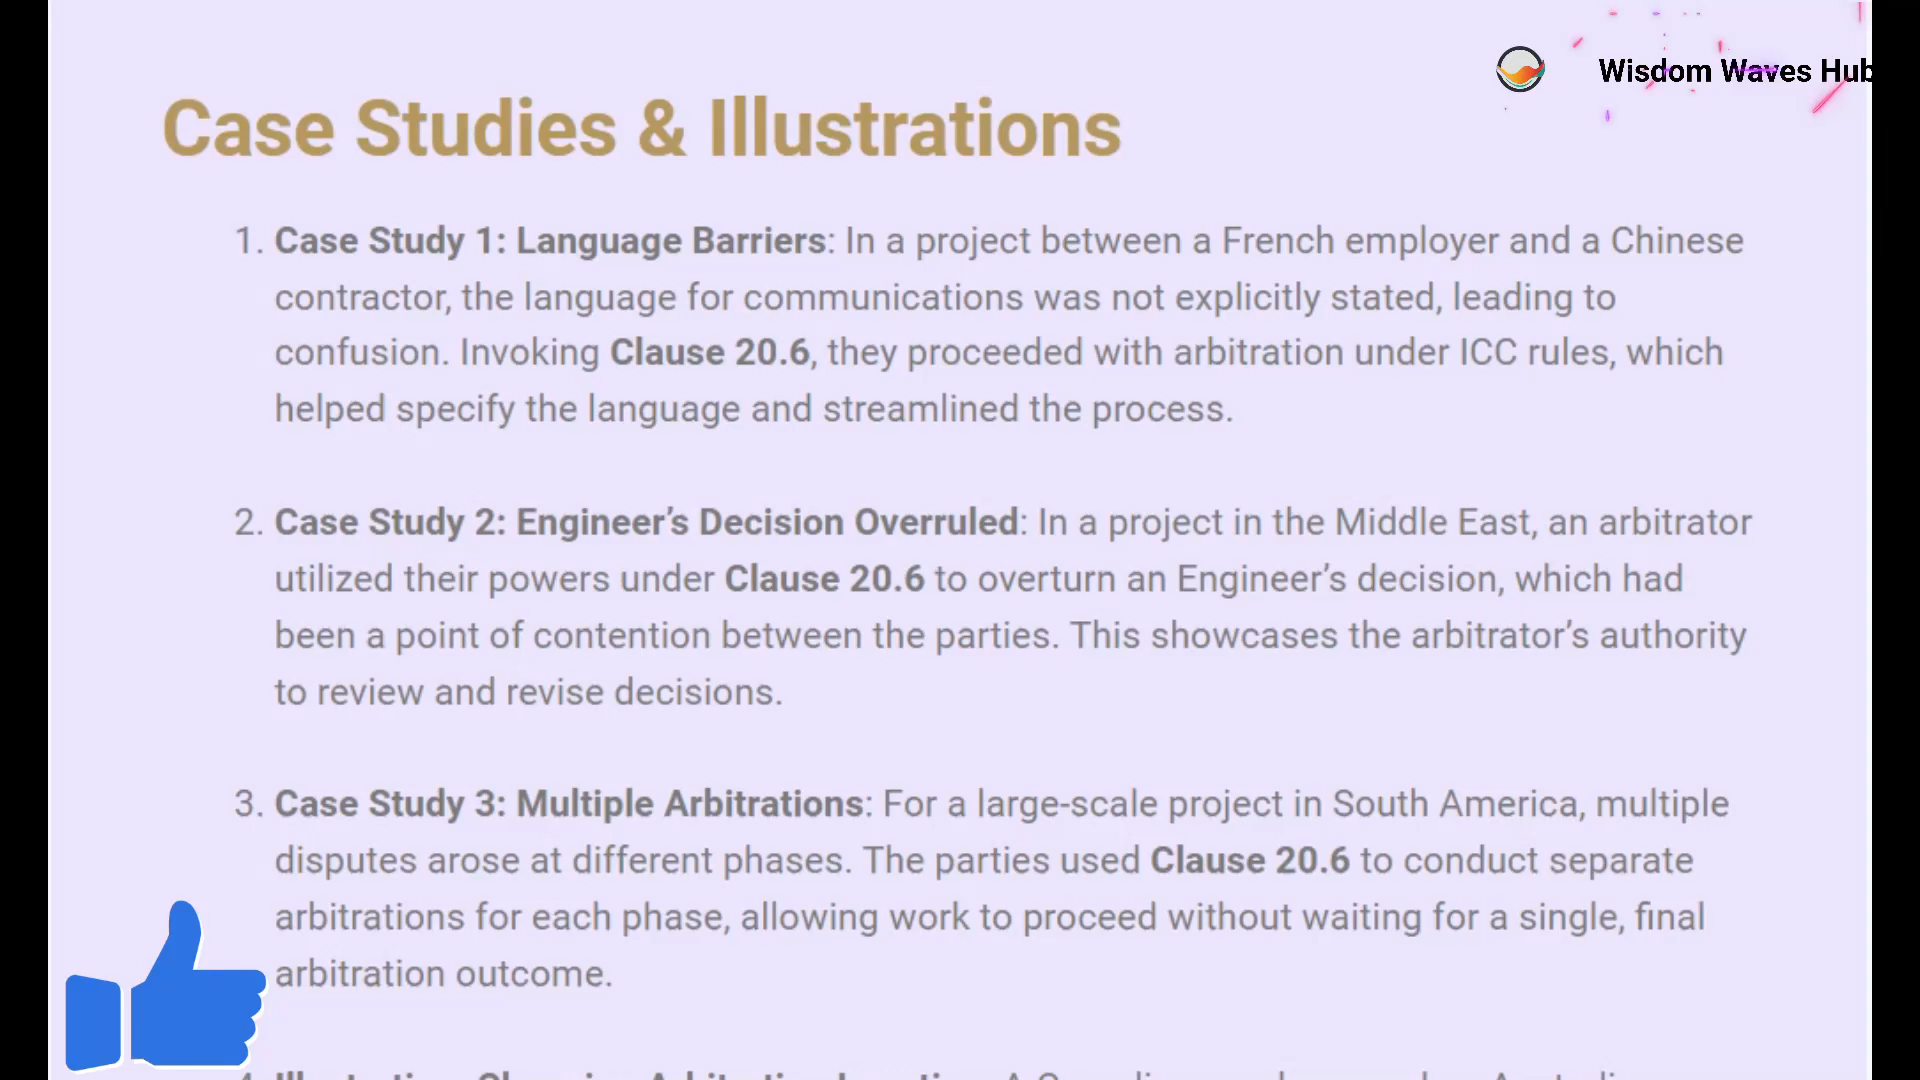 Wisdom Waves Hub
Case Studies & Illustrations
1. Case Study 1: Language Barriers: In a project between a French employer and a Chinese
contractor, the language for communications was not explicitly stated, leading to
confusion. Invoking Clause 20.6, they proceeded with arbitration under ICC rules, which
helped specify the language and streamlined the process.
2. Case Study 2: Engineer’s Decision Overruled: In a project in the Middle East, an arbitrator
utilized their powers under Clause 20.6 to overturn an Engineer’s decision, which had
been a point of contention between the parties. This showcases the arbitrator’s authority
to review and revise decisions.
3. Case Study 3: Multiple Arbitrations: For a large-scale project in South America, multiple
disputes arose at different phases. The parties used Clause 20.6 to conduct separate
arbitrations for each phase, allowing work to proceed without waiting for a single, final
arbitration outcome.